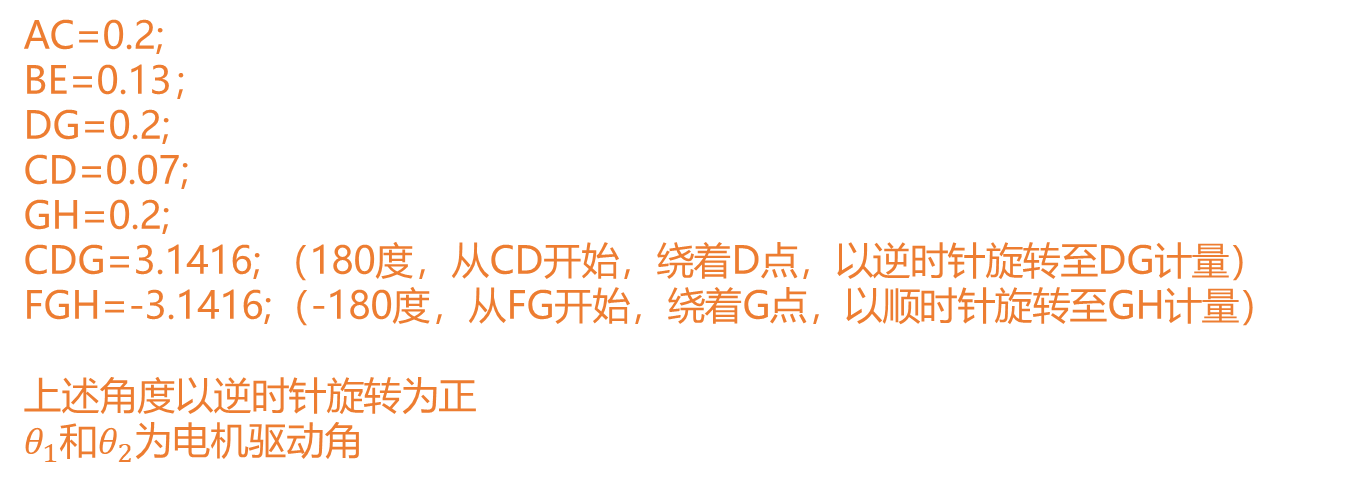 AC=0.2;
BE=0.13;
DG=0.2;
CD=0.07;
GH=0.2;
CDG=3.1416; （180度，从CD开始，绕着D点，以逆时针旋转至DG计量）
FGH=-3.1416;（-180度，从FG开始，绕着G点，以顺时针旋转至GH计量）
上述角度以逆时针旋转为正
θ₁和θ₂为电机驱动角